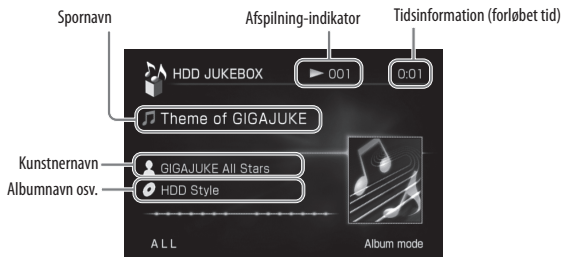 Spornavn
Afspilning-indikator
Tidsinformation (forløbet tid)
HDD JUKEBOX
001
0:01
Theme of GIGAJUKE
Kunstnernavn
GIGAJUKE All Stars
Albumnavn osv.
HDD Style
ALL
Album mode